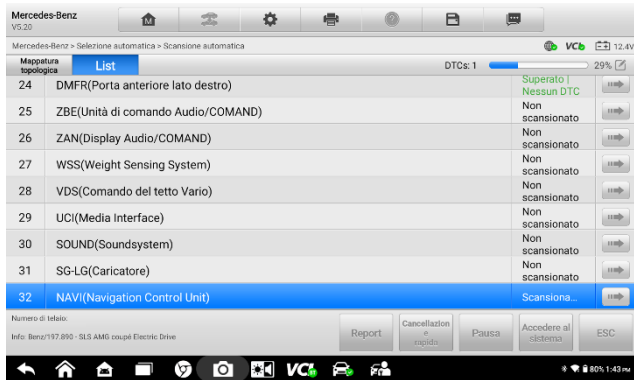 Mercedes-Benz
V5.20
Mercedes-Benz > Selezione automatica > Scansione automatica
VCI
12.4V
Mappatura
topologica
List
DTCs: 1
29%
24 DMFR(Porta anteriore lato destro) Superato |
Nessun DTC
25 ZBE(Unità di comando Audio/COMAND) Non
scansionato
26 ZAN(Display Audio/COMAND) Non
scansionato
27 WSS(Weight Sensing System) Non
scansionato
28 VDS(Comando del tetto Vario) Non
scansionato
29 UCI(Media Interface) Non
scansionato
30 SOUND(Soundsystem) Non
scansionato
31 SG-LG(Caricatore) Non
scansionato
32 NAVI(Navigation Control Unit) Scansiona...
Numero di telaio:
Info: Benz/197.890 - SLS AMG coupé Electric Drive
Report
Cancellazion
e
rapida
Pausa
Accedere al
sistema
ESC
VCI
80% 1:43 PM